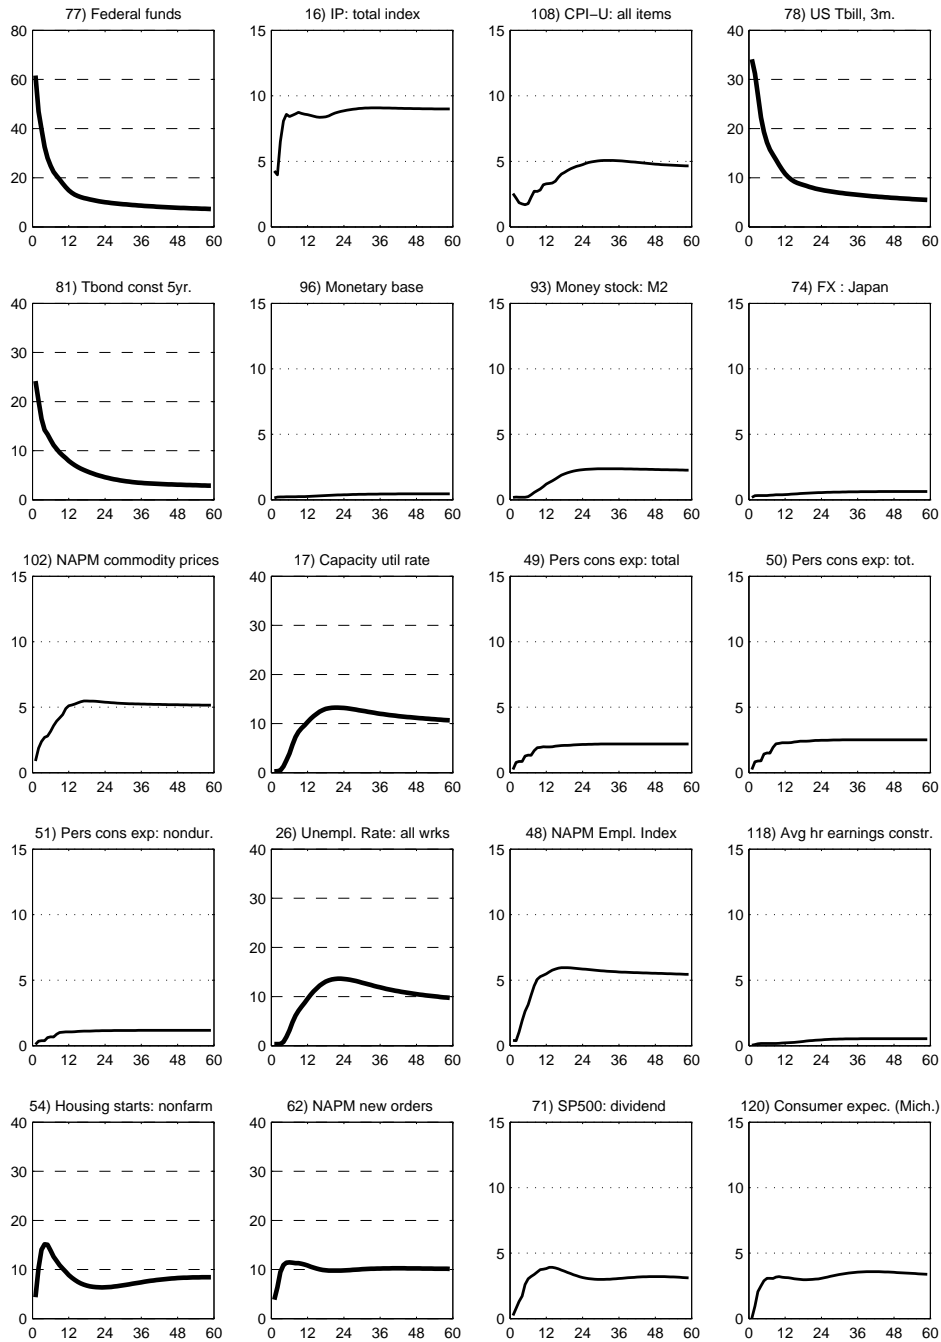 77) Federal funds 16) IP: total index 108) CPI−U: all items 78) US Tbill, 3m.
80 15 15 40
60 10 10 30
40 20
20 5 5 10
0 0 0 0
0 12 24 36 48 60 0 12 24 36 48 60 0 12 24 36 48 60 0 12 24 36 48 60
81) Tbond const 5yr. 96) Monetary base 93) Money stock: M2 74) FX : Japan
40 15 15 15
30 10 10 10
20
10 5 5 5
0 0 0 0
0 12 24 36 48 60 0 12 24 36 48 60 0 12 24 36 48 60 0 12 24 36 48 60
102) NAPM commodity prices 17) Capacity util rate 49) Pers cons exp: total 50) Pers cons exp: tot.
15 40 15 15
10 30 10 10
20
5 10 5 5
0 0 0 0
0 12 24 36 48 60 0 12 24 36 48 60 0 12 24 36 48 60 0 12 24 36 48 60
51) Pers cons exp: nondur. 26) Unempl. Rate: all wrks 48) NAPM Empl. Index 118) Avg hr earnings constr.
15 40 15 15
10 30 10 10
20
5 10 5 5
0 0 0 0
0 12 24 36 48 60 0 12 24 36 48 60 0 12 24 36 48 60 0 12 24 36 48 60
54) Housing starts: nonfarm 62) NAPM new orders 71) SP500: dividend 120) Consumer expec. (Mich.)
40 40 15 15
30 30 10 10
20 20
10 10 5 5
0 0 0 0
0 12 24 36 48 60 0 12 24 36 48 60 0 12 24 36 48 60 0 12 24 36 48 60